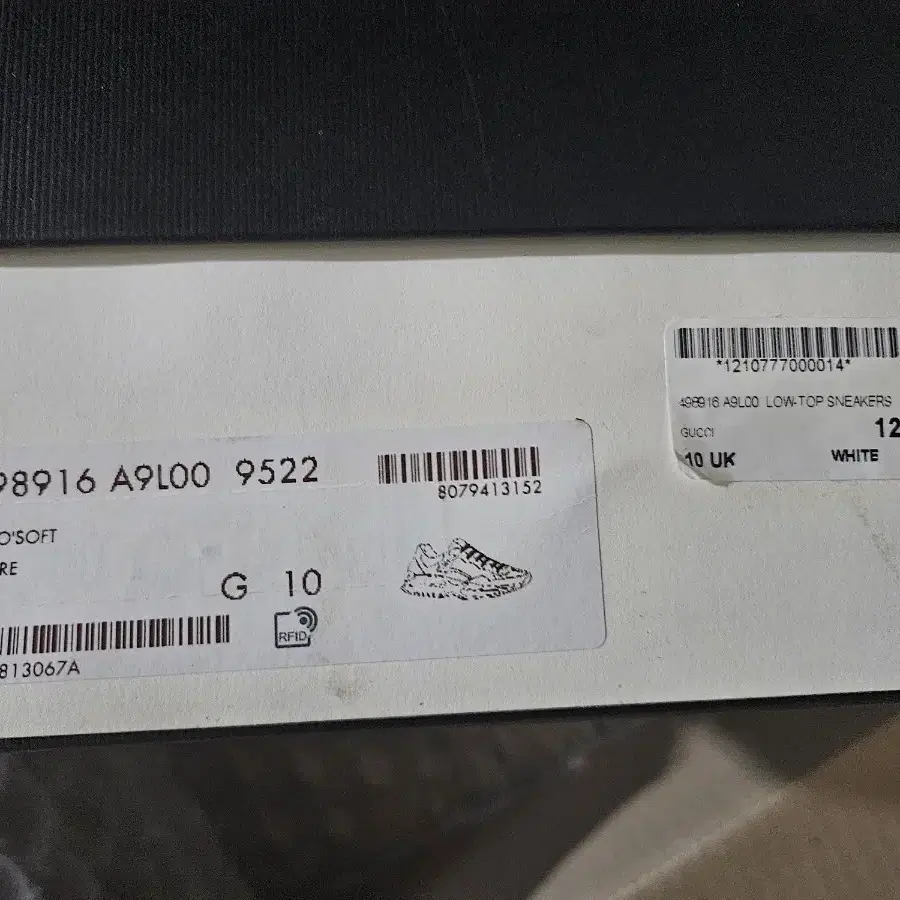 *1210777000014*
498916 A9L00 LOW-TOP SNEAKERS
GUCCI 12
10 UK WHITE
98916 A9L00 9522
8079413152
O'SOFT
RE
G 10
RFID
813067A